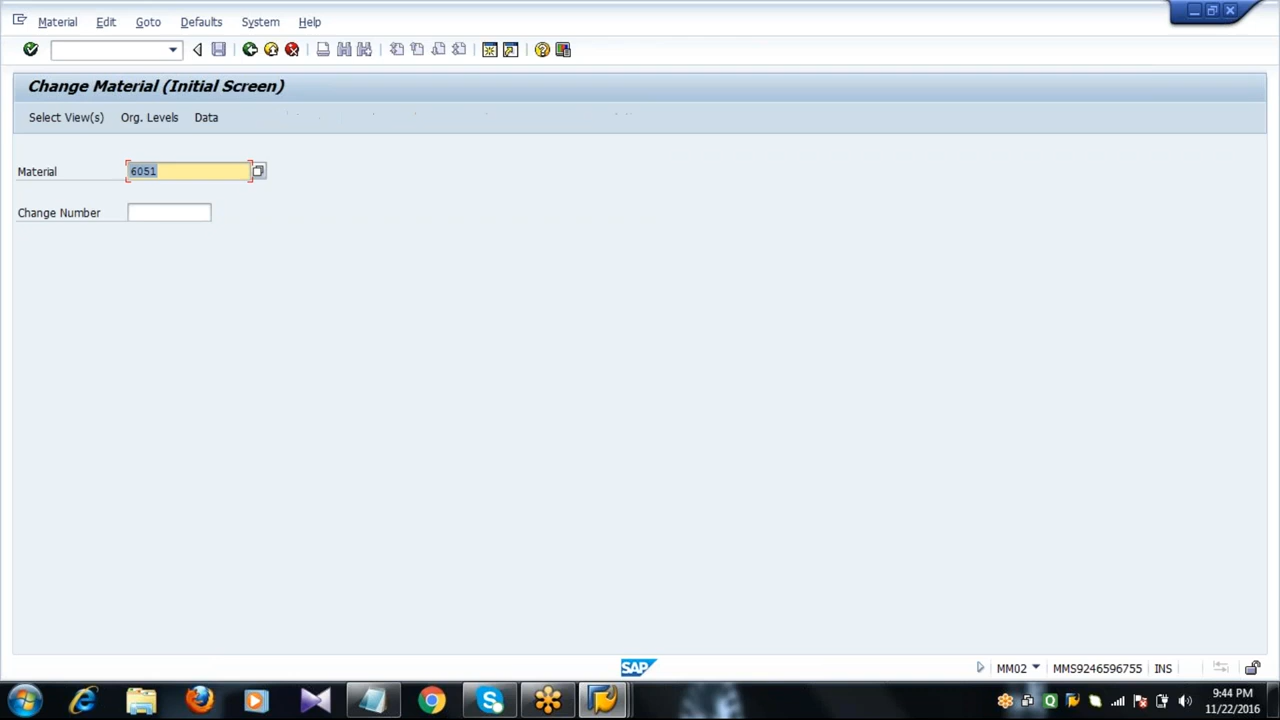 Material Edit Goto Defaults System Help
Change Material (Initial Screen)
Select View(s) Org. Levels Data
Material 6051
Change Number
SAP
MM02 MMS9246596755 INS
9:44 PM
11/22/2016